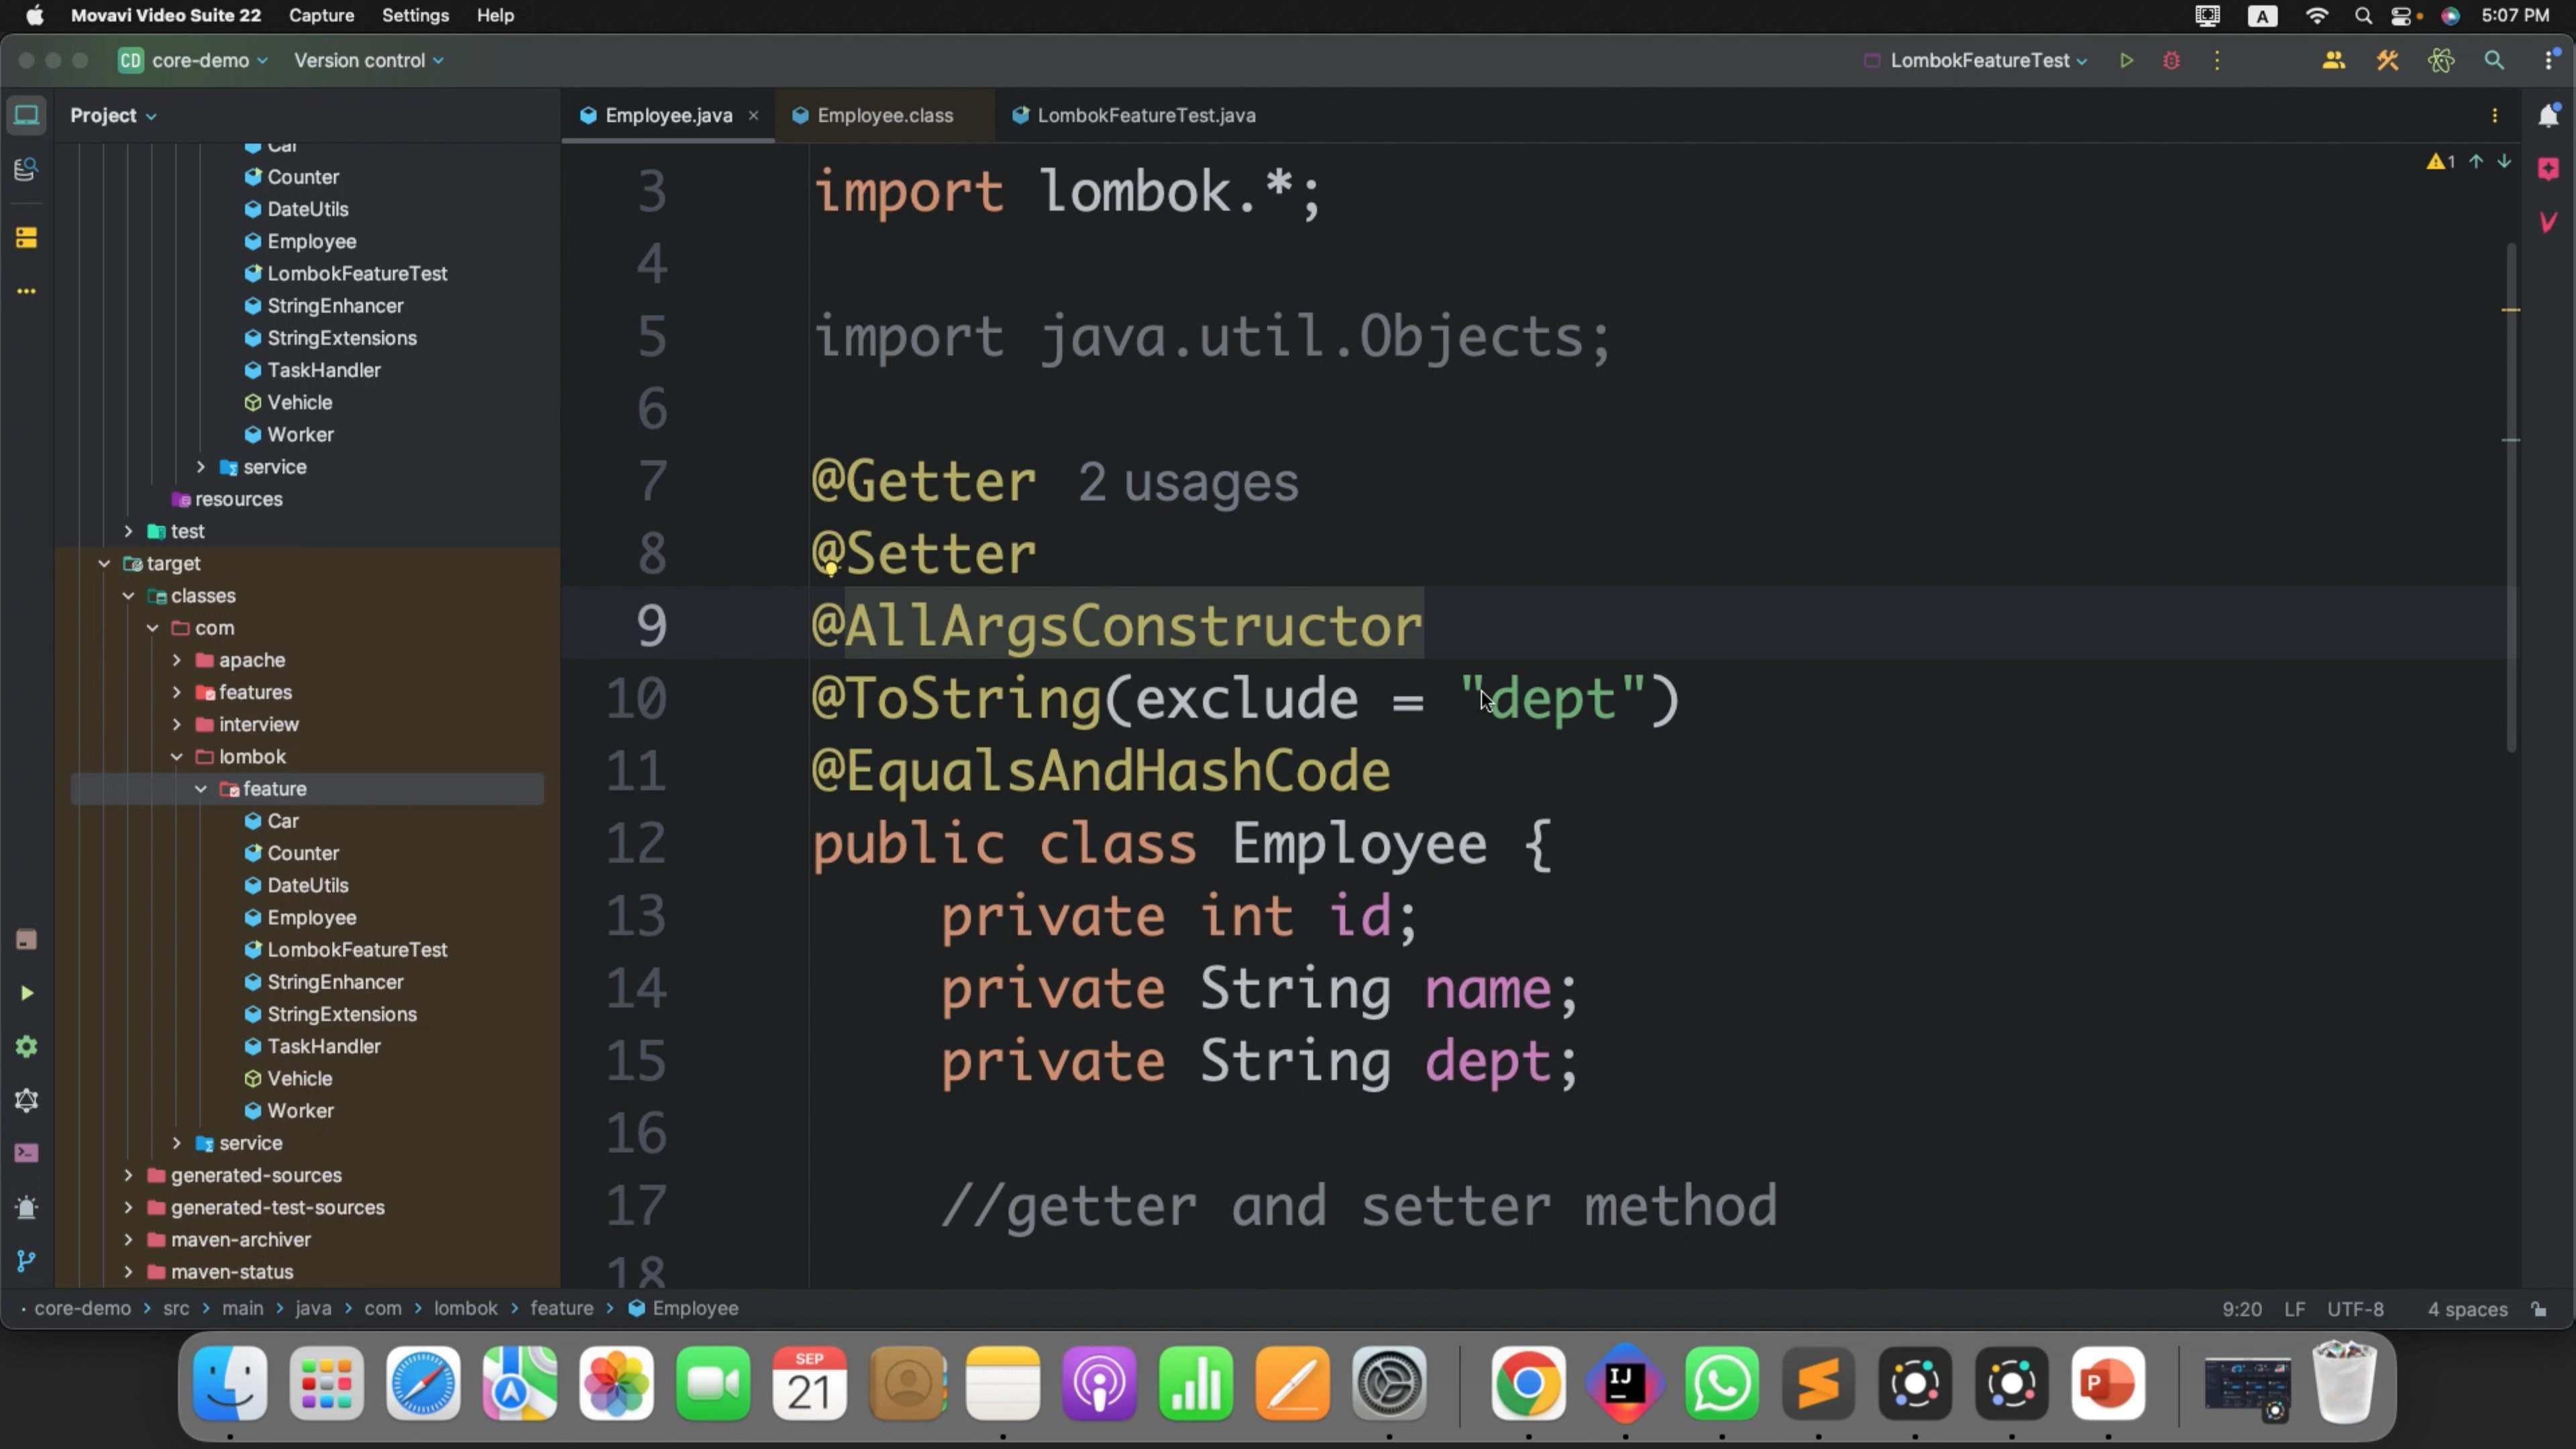 Movavi Video Suite 22 Capture Settings Help A 5:07 PM
CD core-demo Version control LombokFeatureTest
Project
Employee.java Employee.class LombokFeatureTest.java
Car
Counter
DateUtils
Employee
LombokFeatureTest
StringEnhancer
StringExtensions
TaskHandler
Vehicle
Worker
service
resources
test
target
classes
com
apache
features
interview
lombok
feature
Car
Counter
DateUtils
Employee
LombokFeatureTest
StringEnhancer
StringExtensions
TaskHandler
Vehicle
Worker
service
generated-sources
generated-test-sources
maven-archiver
maven-status
1
3 import lombok.*;
4
5 import java.util.Objects;
6
7 @Getter 2 usages
8 @Setter
9 @AllArgsConstructor
10 @ToString(exclude = "dept")
11 @EqualsAndHashCode
12 public class Employee {
13 private int id;
14 private String name;
15 private String dept;
16
17 //getter and setter method
18
core-demo > src > main > java > com > lombok > feature > Employee 9:20 LF UTF-8 4 spaces
SEP
21
IJ
P